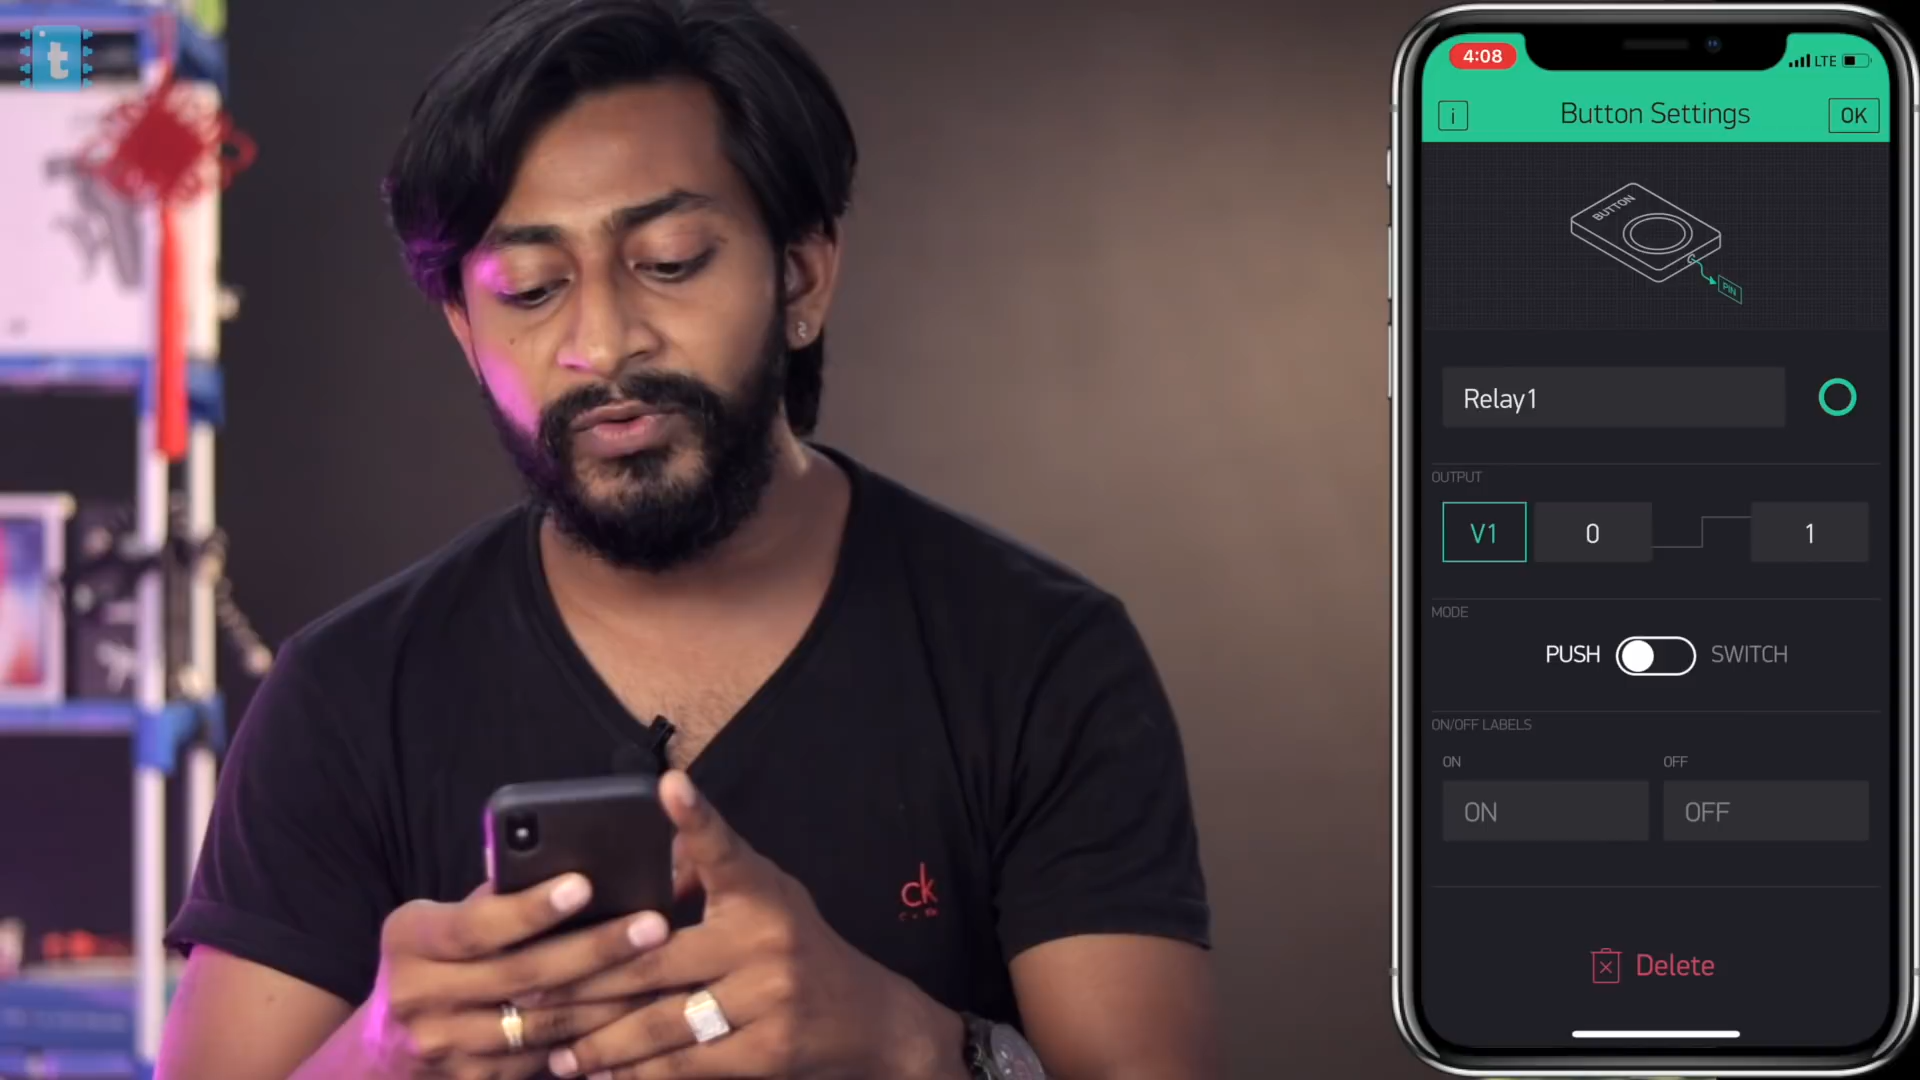 t
4:08
LTE
i
Button Settings
OK
BUTTON
PIN
Relay1
OUTPUT
V1
0
1
MODE
PUSH
SWITCH
ON/OFF LABELS
ON
OFF
ON
OFF
Delete
ck